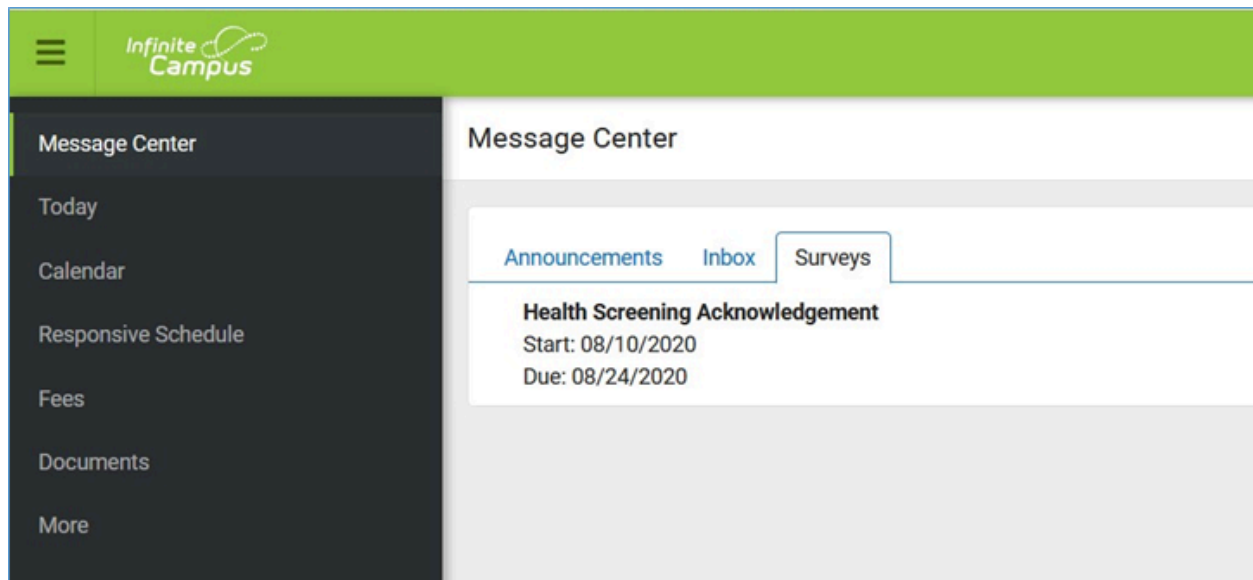 Infinite
Campus
Message Center
Today
Calendar
Responsive Schedule
Fees
Documents
More
Message Center
Announcements Inbox Surveys
Health Screening Acknowledgement
Start: 08/10/2020
Due: 08/24/2020